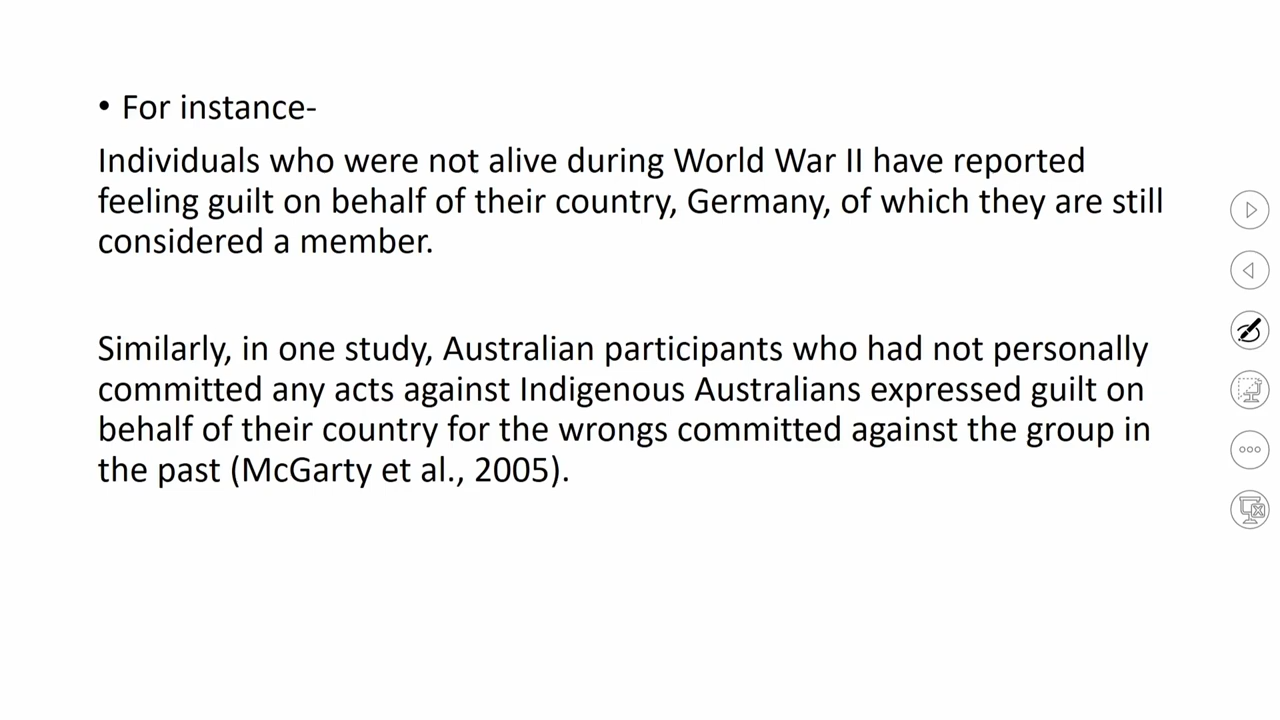 • For instance-
Individuals who were not alive during World War II have reported
feeling guilt on behalf of their country, Germany, of which they are still
considered a member.
Similarly, in one study, Australian participants who had not personally
committed any acts against Indigenous Australians expressed guilt on
behalf of their country for the wrongs committed against the group in
the past (McGarty et al., 2005).